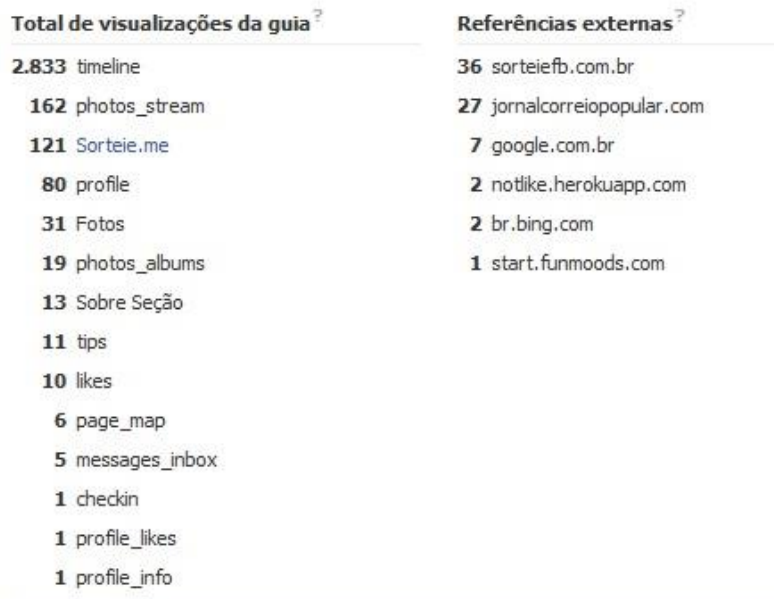 Total de visualizações da guia ?
2.833 timeline
162 photos_stream
121 Sorteie.me
80 profile
31 Fotos
19 photos_albums
13 Sobre Seção
11 tips
10 likes
6 page_map
5 messages_inbox
1 checkin
1 profile_likes
1 profile_info
Referências externas ?
36 sorteiefb.com.br
27 jornalcorreiopopular.com
7 google.com.br
2 notlike.herokuapp.com
2 br.bing.com
1 start.funmoods.com